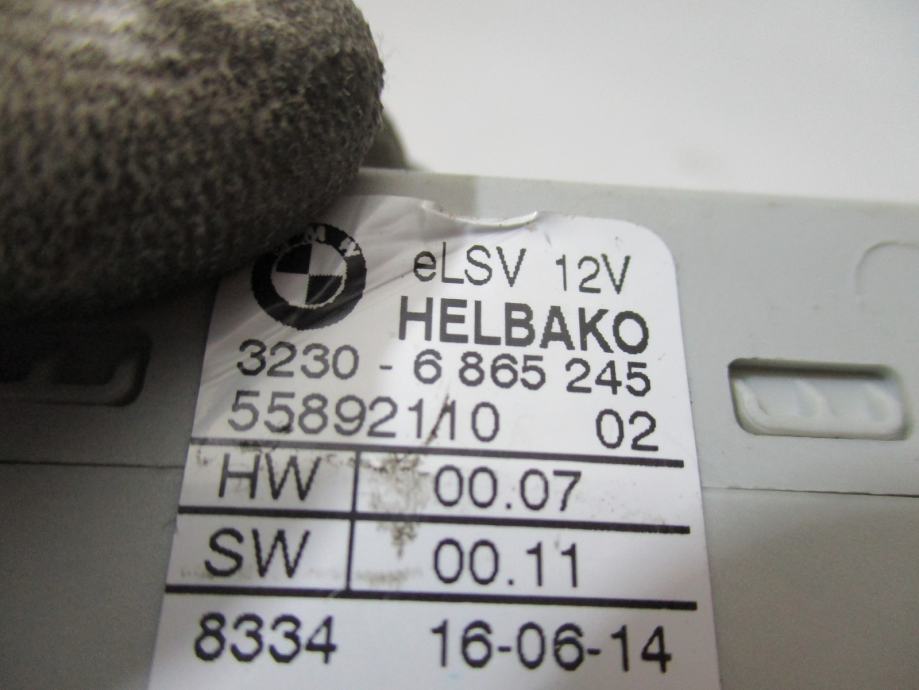 BMW
eLSV 12V
HELBAKO
3230 - 6 865 245
55892110 02
HW 00.07
SW 00.11
8334 16-06-14